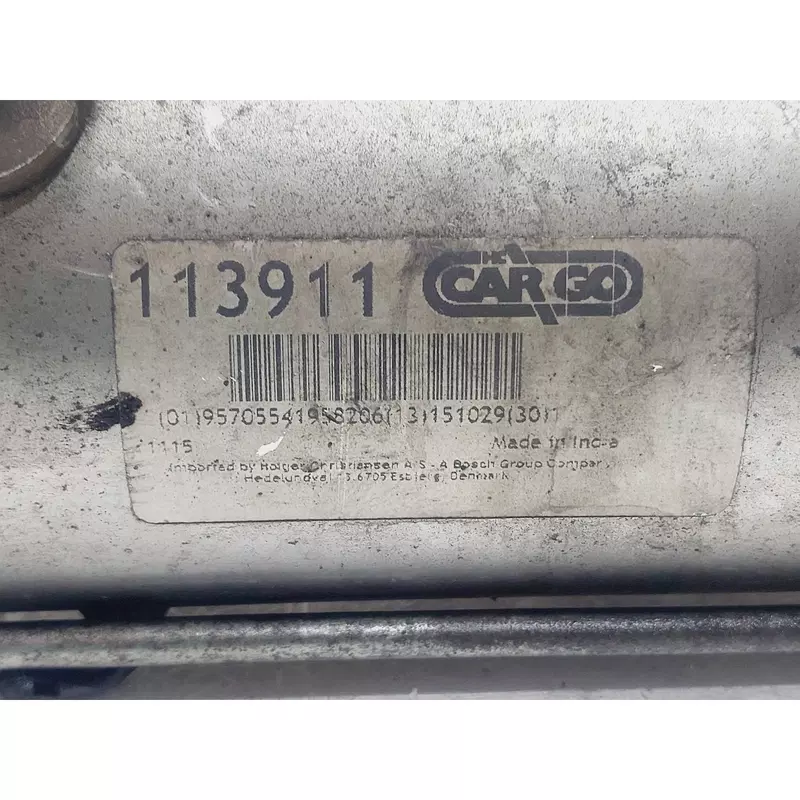 113911 HC CARGO
(01)95705541958206(13)151029(30)1
1115 Made in India
Imported by Holger Christiansen A/S - A Bosch Group Company
Hedelundvej 13, 6705 Esbjerg, Denmark